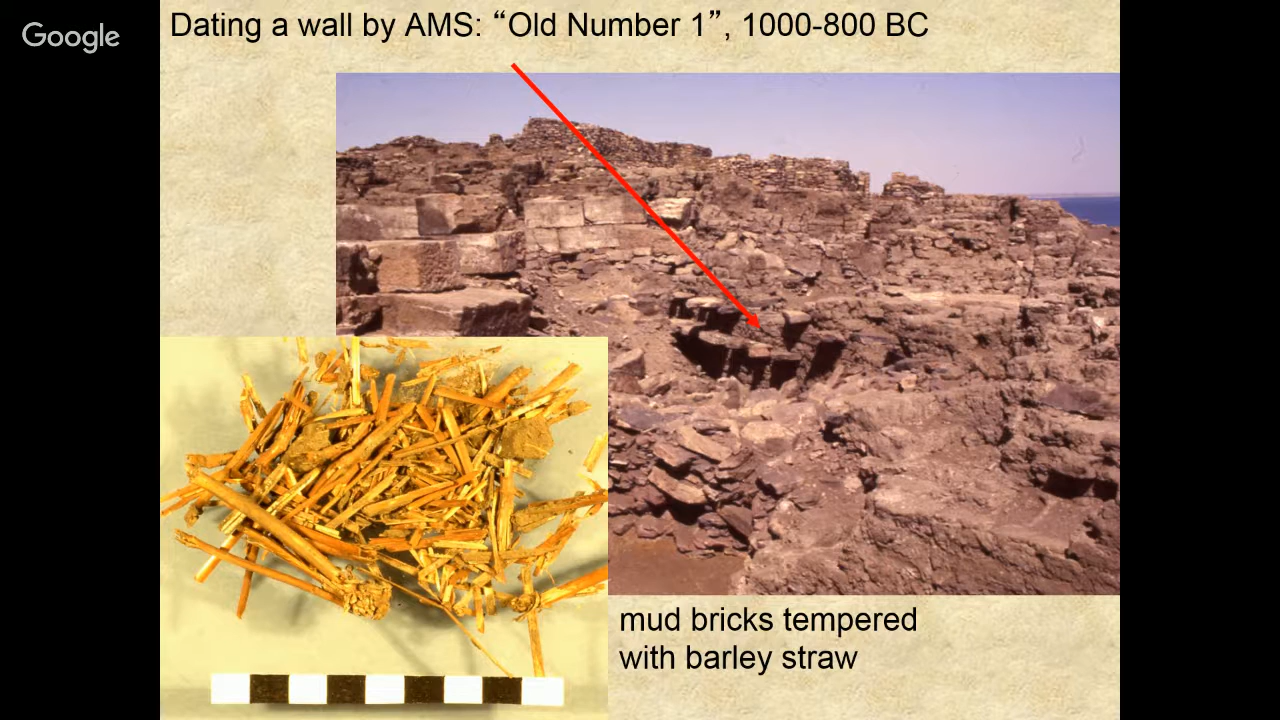 Google
Dating a wall by AMS: “Old Number 1”, 1000-800 BC
mud bricks tempered
with barley straw